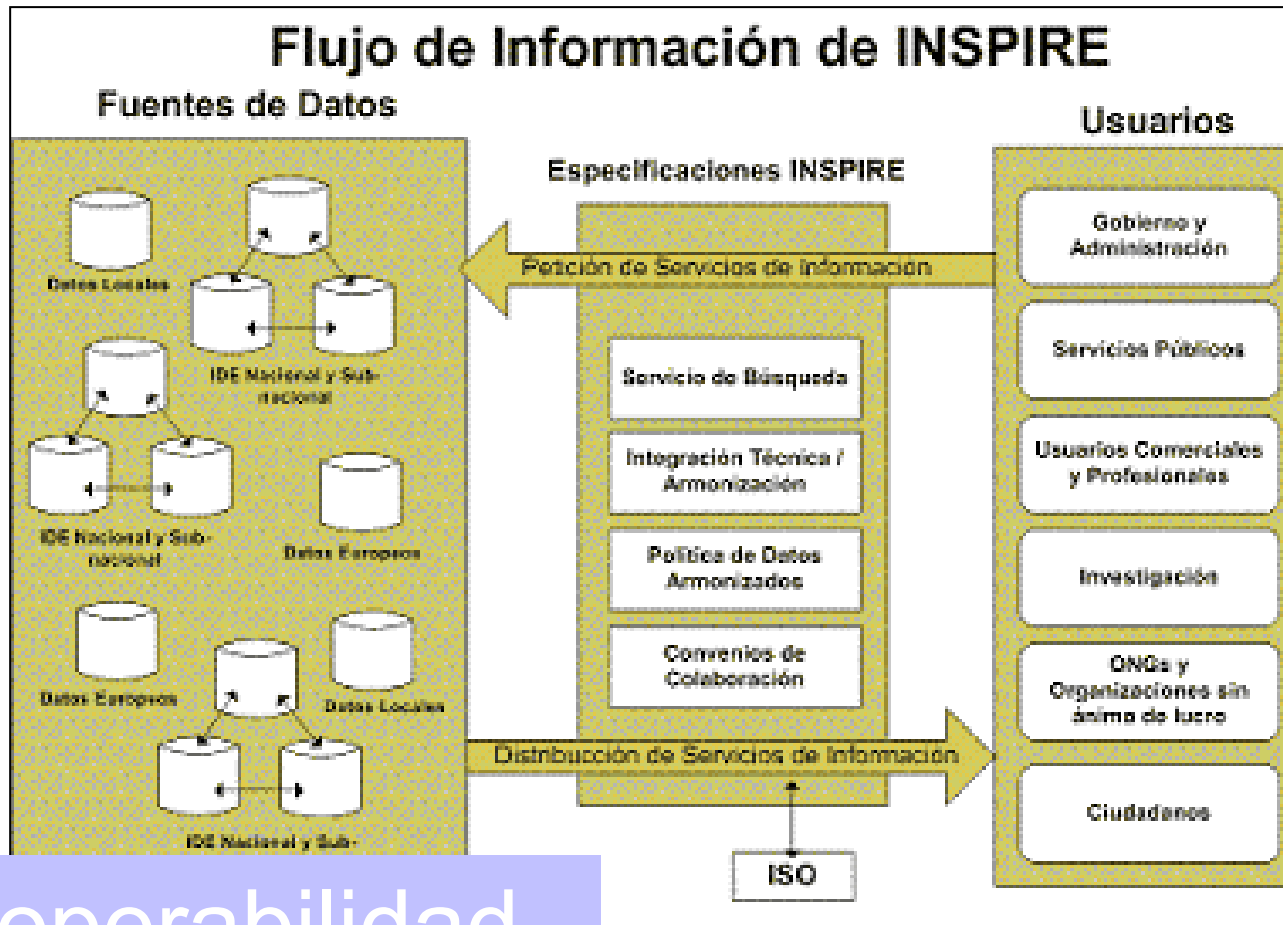 Flujo de Información de INSPIRE
Fuentes de Datos
Datos Locales
IDE Nacional y Sub-
nacional
IDE Nacional y Sub-
nacional
Datos Europeos
Datos Europeos
Datos Locales
IDE Nacional y Sub-
Especificaciones INSPIRE
Petición de Servicios de Información
Servicio de Búsqueda
Integración Técnica /
Armonización
Política de Datos
Armonizados
Convenios de
Colaboración
Distribucción de Servicios de Información
ISO
Usuarios
Gobierno y
Administración
Servicios Públicos
Usuarios Comerciales
y Profesionales
Investigación
ONGs y
Organizaciones sin
ánimo de lucro
Ciudadanos